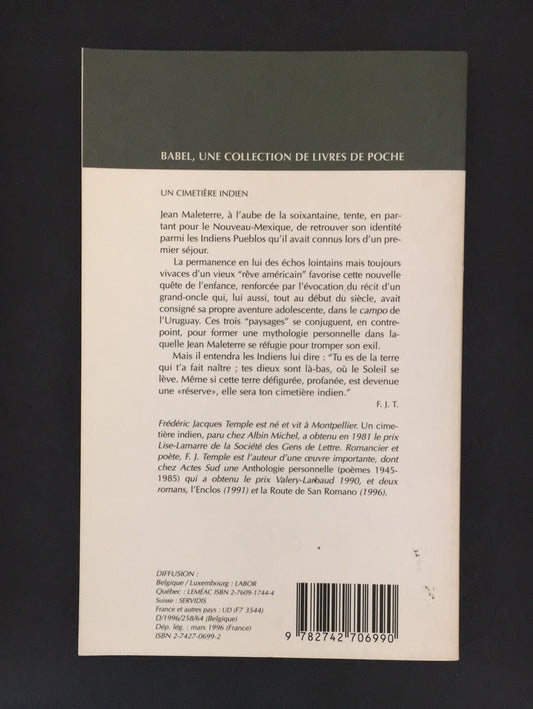 BABEL, UNE COLLECTION DE LIVRES DE POCHE
UN CIMETIÈRE INDIEN
Jean Maleterre, à l'aube de la soixantaine, tente, en par-
tant pour le Nouveau-Mexique, de retrouver son identité
parmi les Indiens Pueblos qu'il avait connus lors d'un pre-
mier séjour.
La permanence en lui des échos lointains mais toujours
vivaces d'un vieux "rêve américain" favorise cette nouvelle
quête de l'enfance, renforcée par l'évocation du récit d'un
grand-oncle qui, lui aussi, tout au début du siècle, avait
consigné sa propre aventure adolescente, dans le campo de
l'Uruguay. Ces trois "paysages" se conjuguent, en contre-
point, pour former une mythologie personnelle dans la-
quelle Jean Maleterre se réfugie pour tromper son exil.
Mais il entendra les Indiens lui dire : "Tu es de la terre
qui t'a fait naître ; tes dieux sont là-bas, où le Soleil se
lève. Même si cette terre défigurée, profanée, est devenue
une «réserve», elle sera ton cimetière indien."
F. J. T.
Frédéric Jacques Temple est né et vit à Montpellier. Un cime-
tière indien, paru chez Albin Michel, a obtenu en 1981 le prix
Lise-Lamarre de la Société des Gens de Lettre. Romancier et
poète, F. J. Temple est l'auteur d'une œuvre importante, dont
chez Actes Sud une Anthologie personnelle (poèmes 1945-
1985) qui a obtenu le prix Valery-Larbaud 1990, et deux
romans, l'Enclos (1991) et la Route de San Romano (1996).
DIFFUSION :
Belgique / Luxembourg : LABOR
Québec : LEMÉAC ISBN 2-7609-1744-4
Suisse : SERVIDIS
France et autres pays : UD (F7 3544)
D/1996/258/64 (Belgique)
Dép. lég. : mars 1996 (France)
ISBN 2-7427-0699-2
9 782742 706990